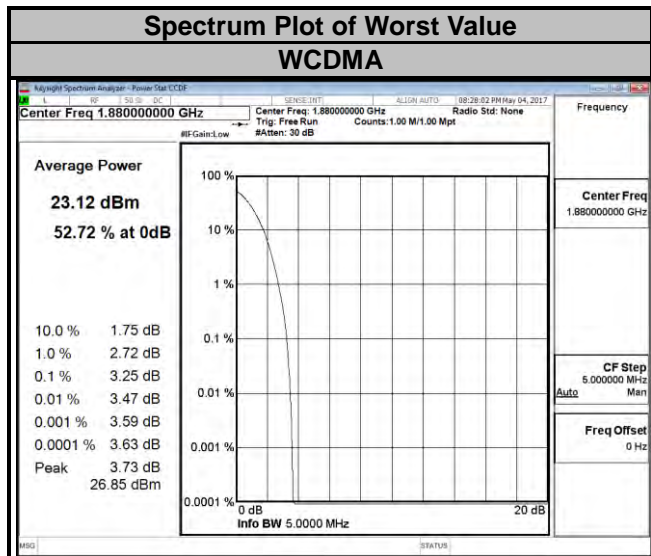 Spectrum Plot of Worst Value
WCDMA
Keysight Spectrum Analyzer - Power Stat CCDF
L RF 50 Ω DC SENSE:INT ALIGN AUTO 08:28:02 PM May 04, 2017
Center Freq 1.880000000 GHz
Center Freq: 1.880000000 GHz Radio Std: None
Trig: Free Run Counts:1.00 M/1.00 Mpt
#IFGain:Low #Atten: 30 dB
Frequency
Average Power
23.12 dBm
52.72 % at 0dB
10.0 % 1.75 dB
1.0 % 2.72 dB
0.1 % 3.25 dB
0.01 % 3.47 dB
0.001 % 3.59 dB
0.0001 % 3.63 dB
Peak 3.73 dB
26.85 dBm
100 %
10 %
1 %
0.1 %
0.01 %
0.001 %
0.0001 %
0 dB 20 dB
Info BW 5.0000 MHz
Center Freq
1.880000000 GHz
CF Step
5.000000 MHz
Auto Man
Freq Offset
0 Hz
MSG STATUS